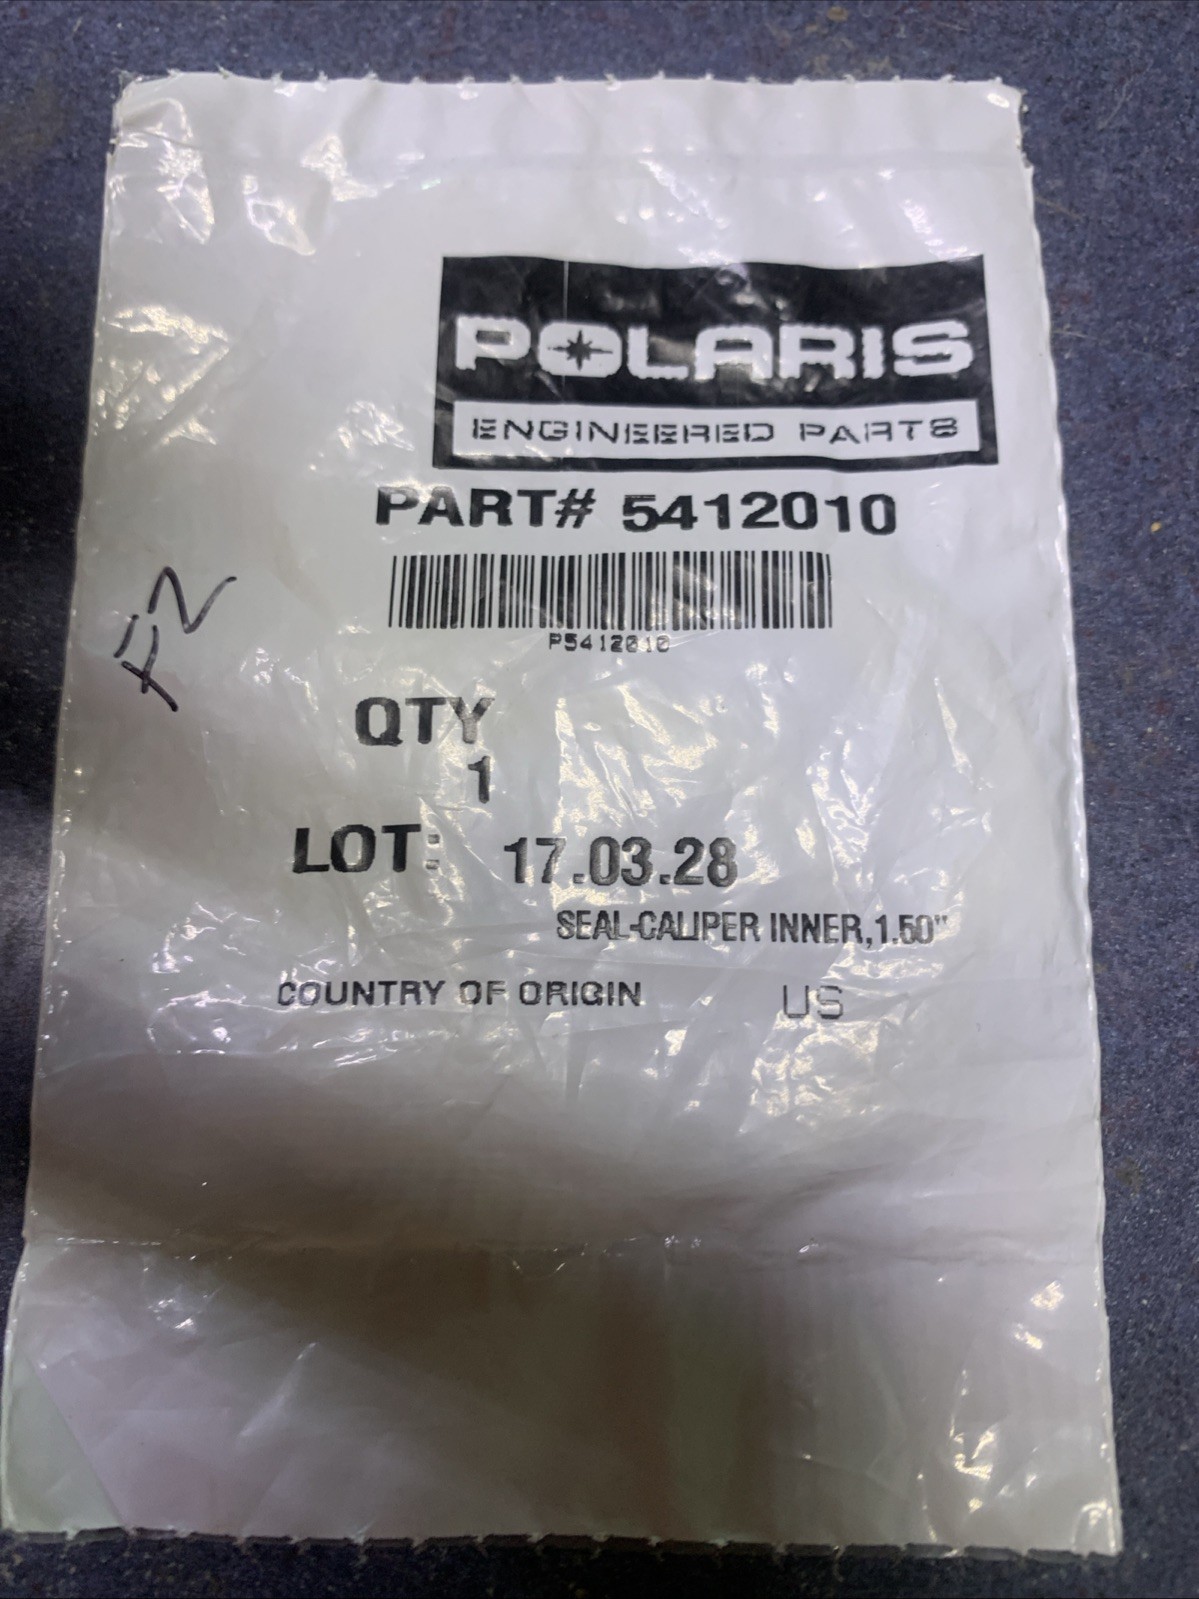 POLARIS
ENGINEERED PARTS
PART# 5412010
P5412010
QTY
1
LOT: 17.03.28
SEAL-CALIPER INNER,1.50"
COUNTRY OF ORIGIN US